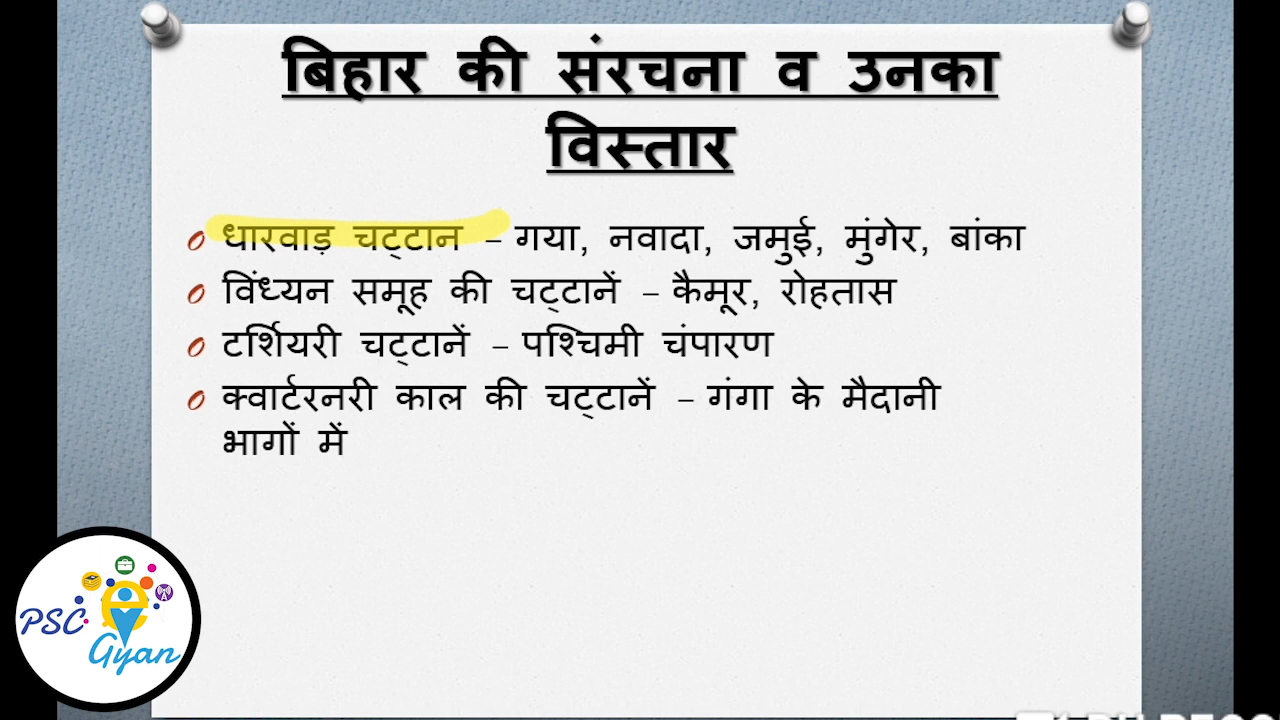 बिहार की संरचना व उनका
विस्तार
धारवाड़ चट्टान – गया, नवादा, जमुई, मुंगेर, बांका
विंध्यन समूह की चट्टानें – कैमूर, रोहतास
टर्शियरी चट्टानें – पश्चिमी चंपारण
क्वार्टरनरी काल की चट्टानें – गंगा के मैदानी
भागों में
PSC
Gyan